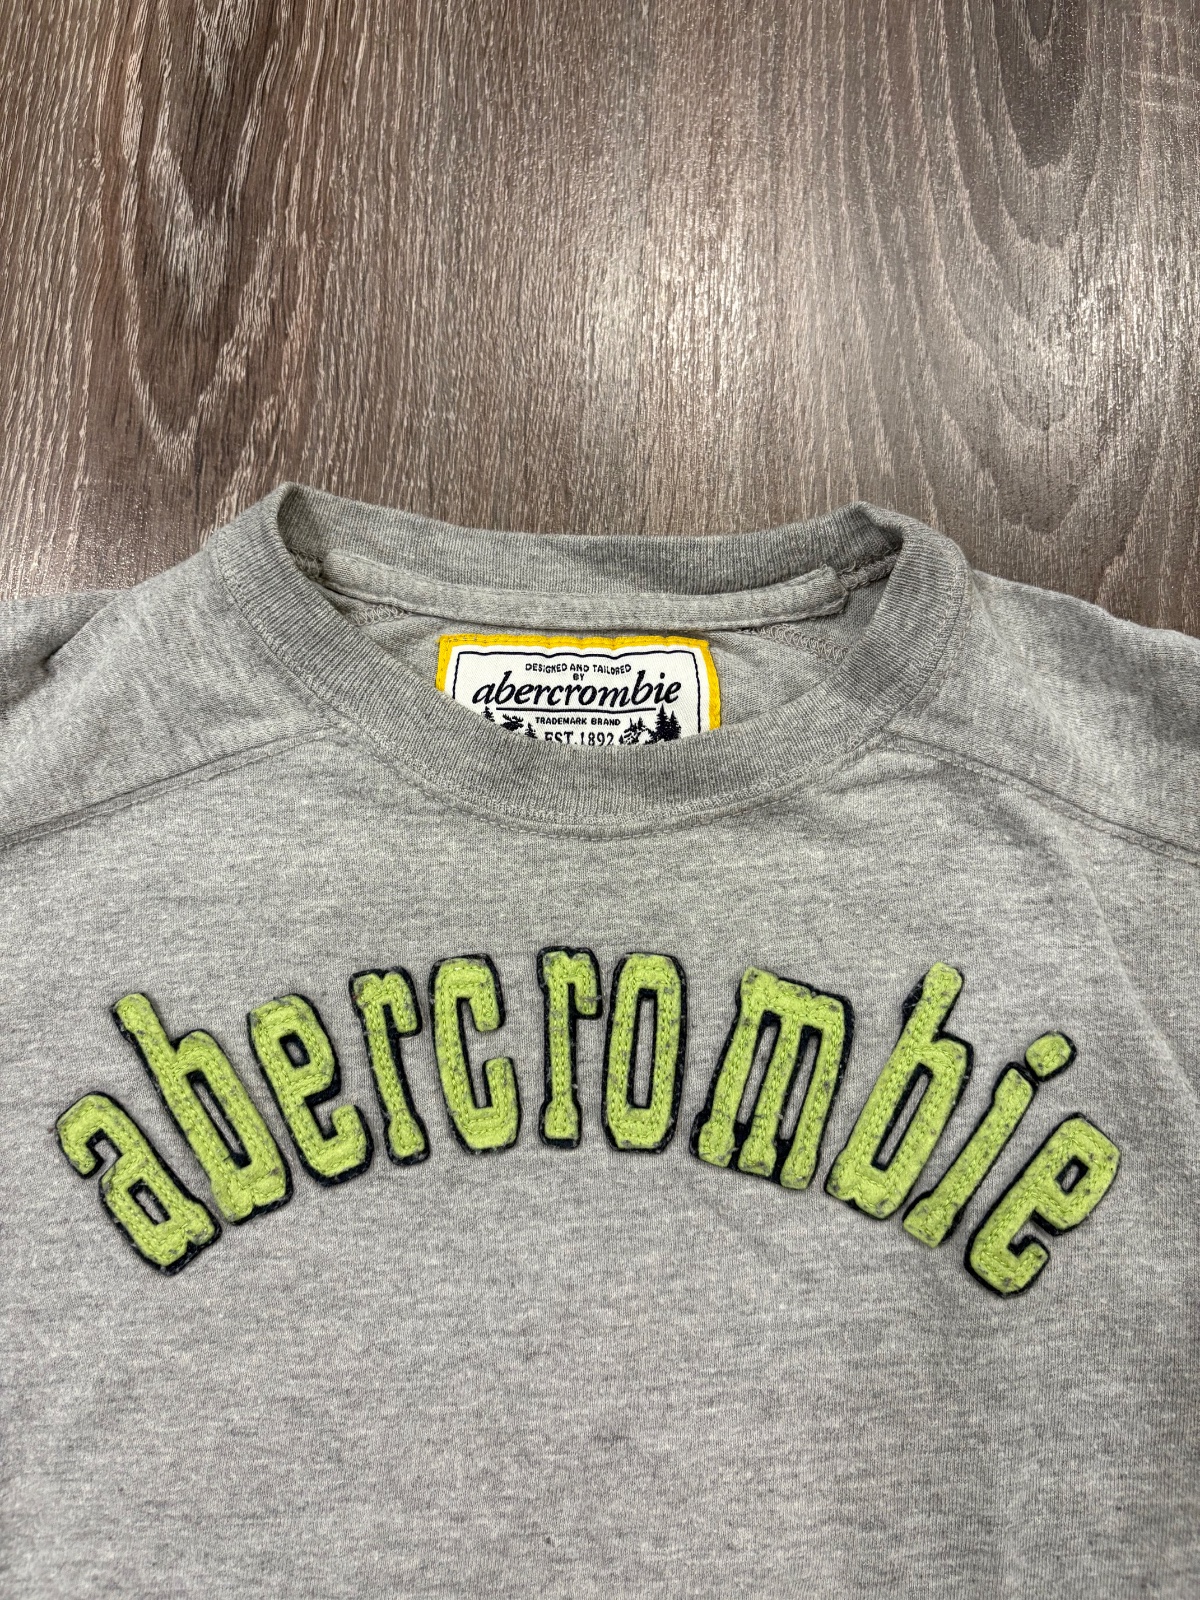 DESIGNED AND TAILORED
BY
abercrombie
TRADEMARK BRAND
EST.1892
abercrombie